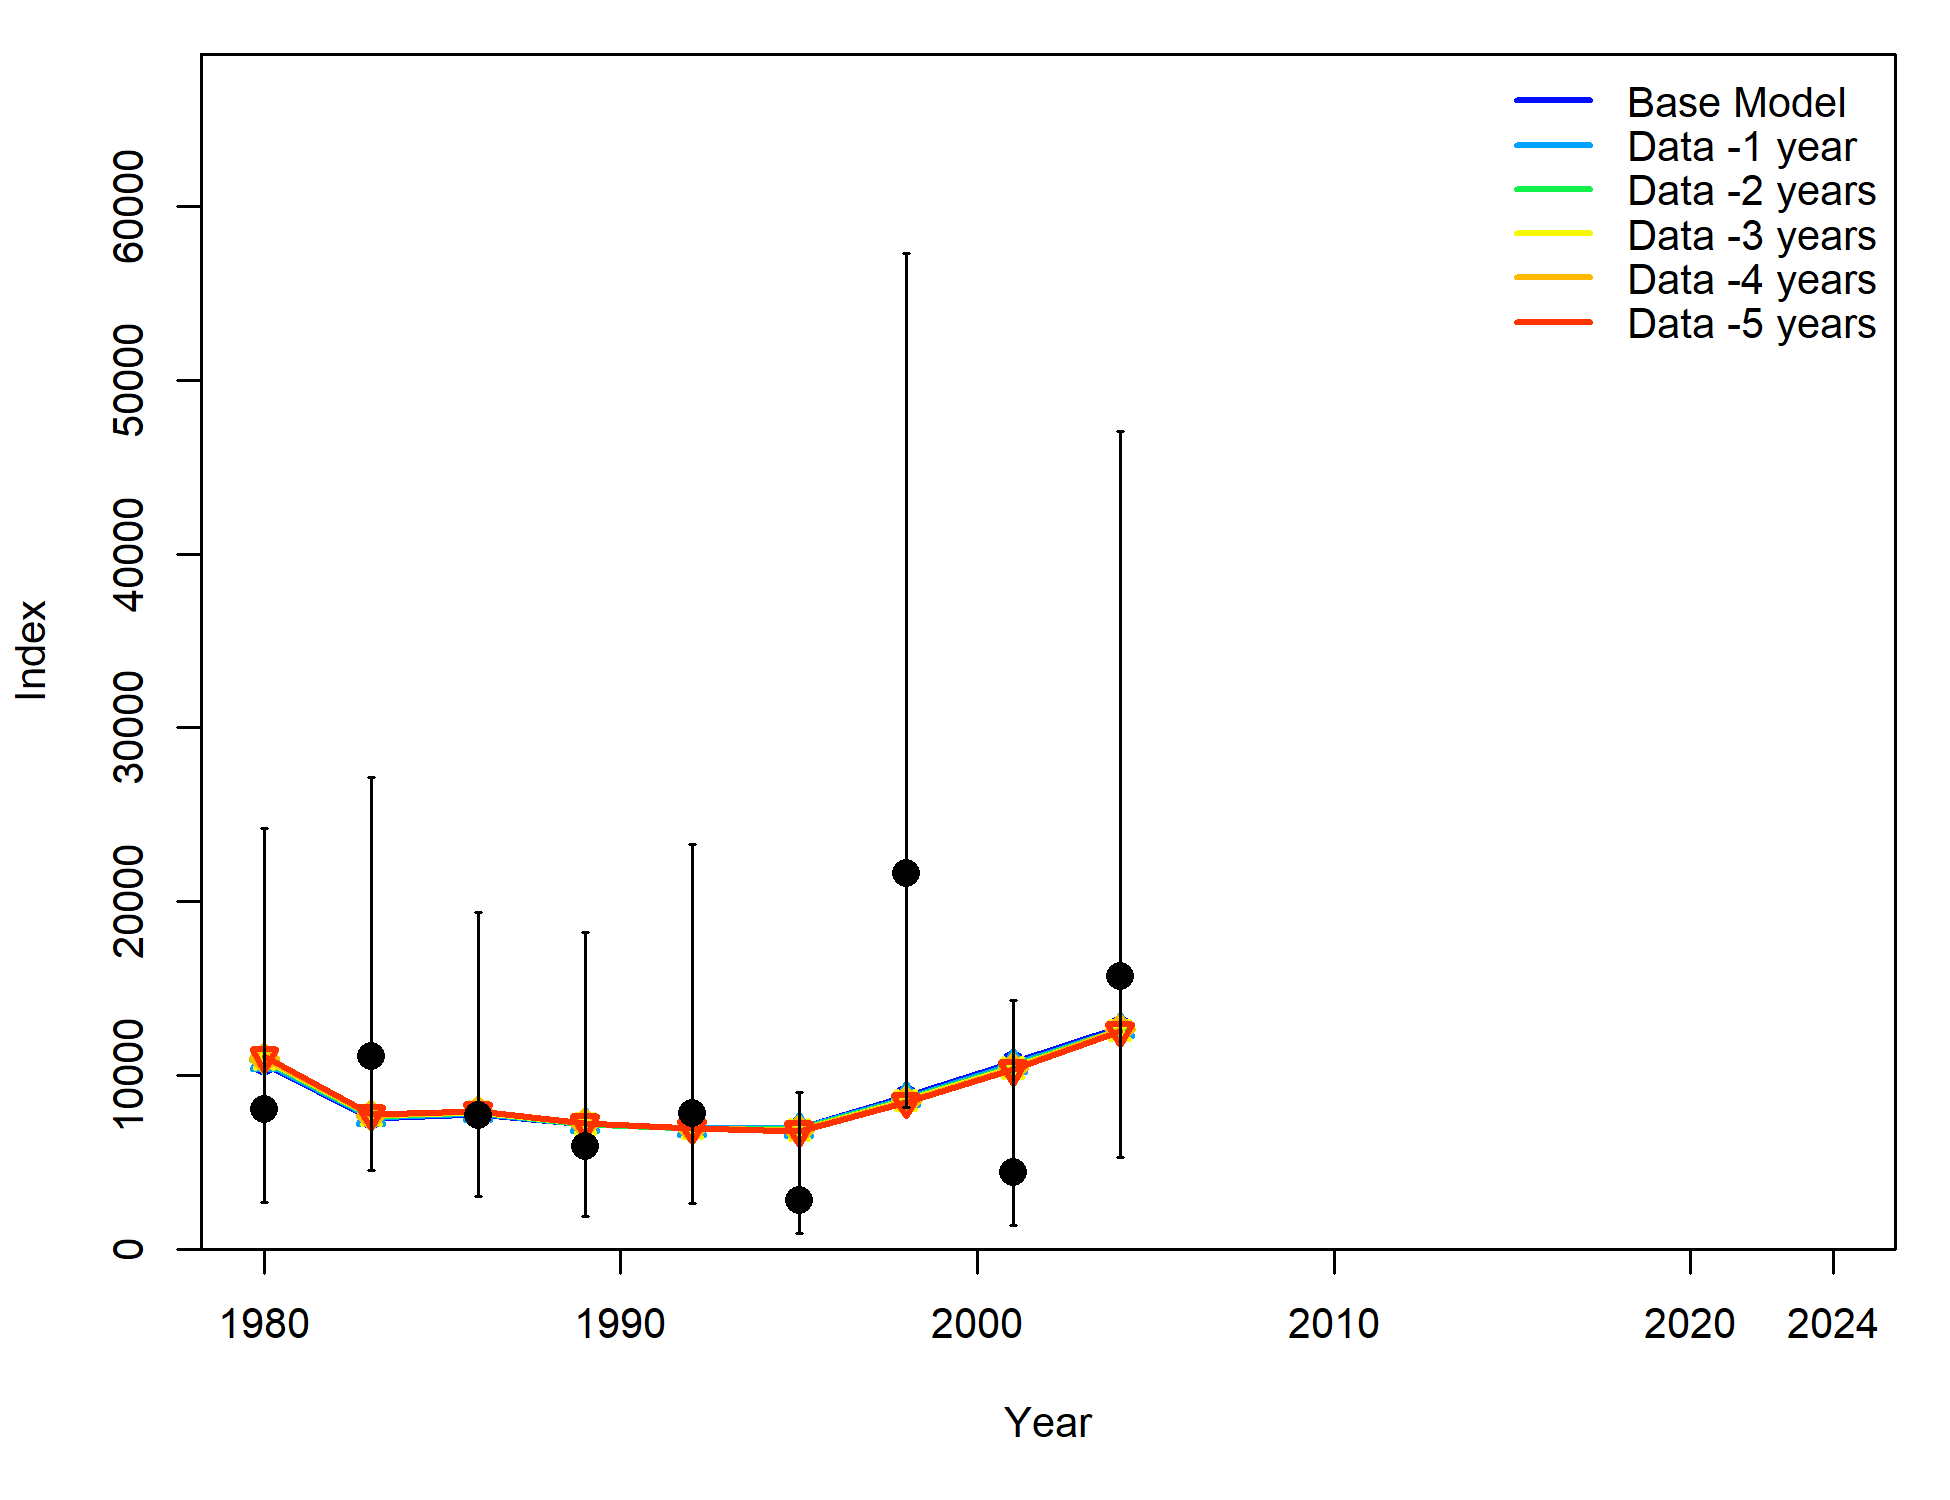 Base Model
Data -1 year
Data -2 years
Data -3 years
Data -4 years
Data -5 years
60000
50000
40000
30000
20000
10000
0
Index
1980 1990 2000 2010 2020 2024
Year